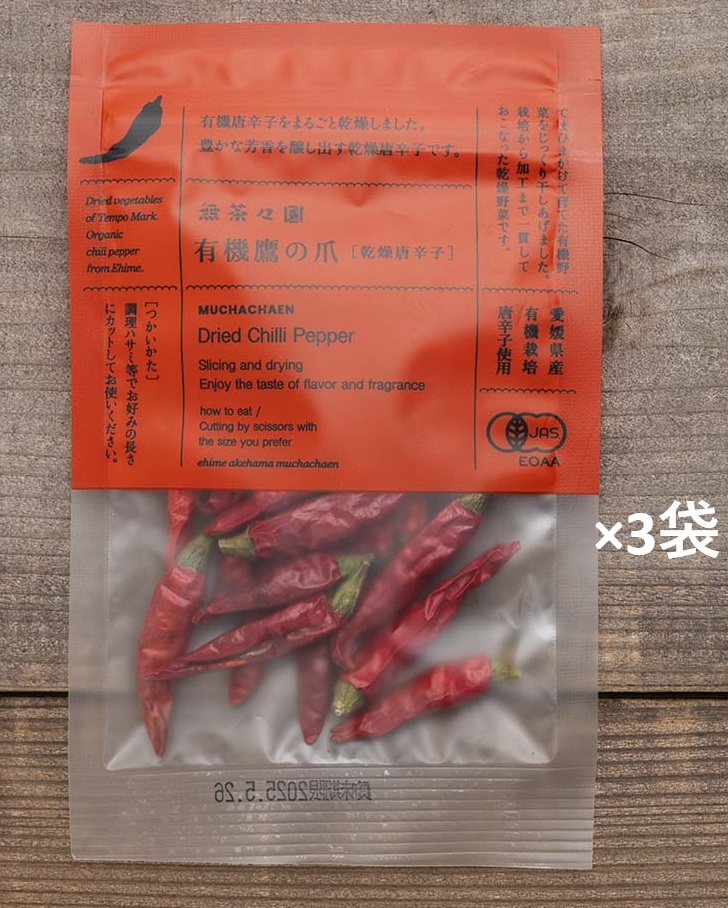 有機唐辛子をまるごと乾燥しました。
豊かな芳香を醸し出す乾燥唐辛子です。
てまひまかけて育てた有機野
菜をじっくり干しあげました。
栽培から加工まで一貫して
おこなった乾燥野菜です。
Dried vegetables
of Tempo Mark.
Organic
chili pepper
from Ehime.
無茶々園
有機鷹の爪［乾燥唐辛子］
［つかいかた］
調理ハサミ等でお好みの長さ
にカットしてお使いください。
MUCHACHAEN
Dried Chilli Pepper
Slicing and drying
Enjoy the taste of flavor and fragrance
how to eat /
Cutting by scissors with
the size you prefer
ehime akehama muchachaen
愛媛県産
有機栽培
唐辛子使用
JAS
EOAA
×3袋
賞味期限2025.5.26